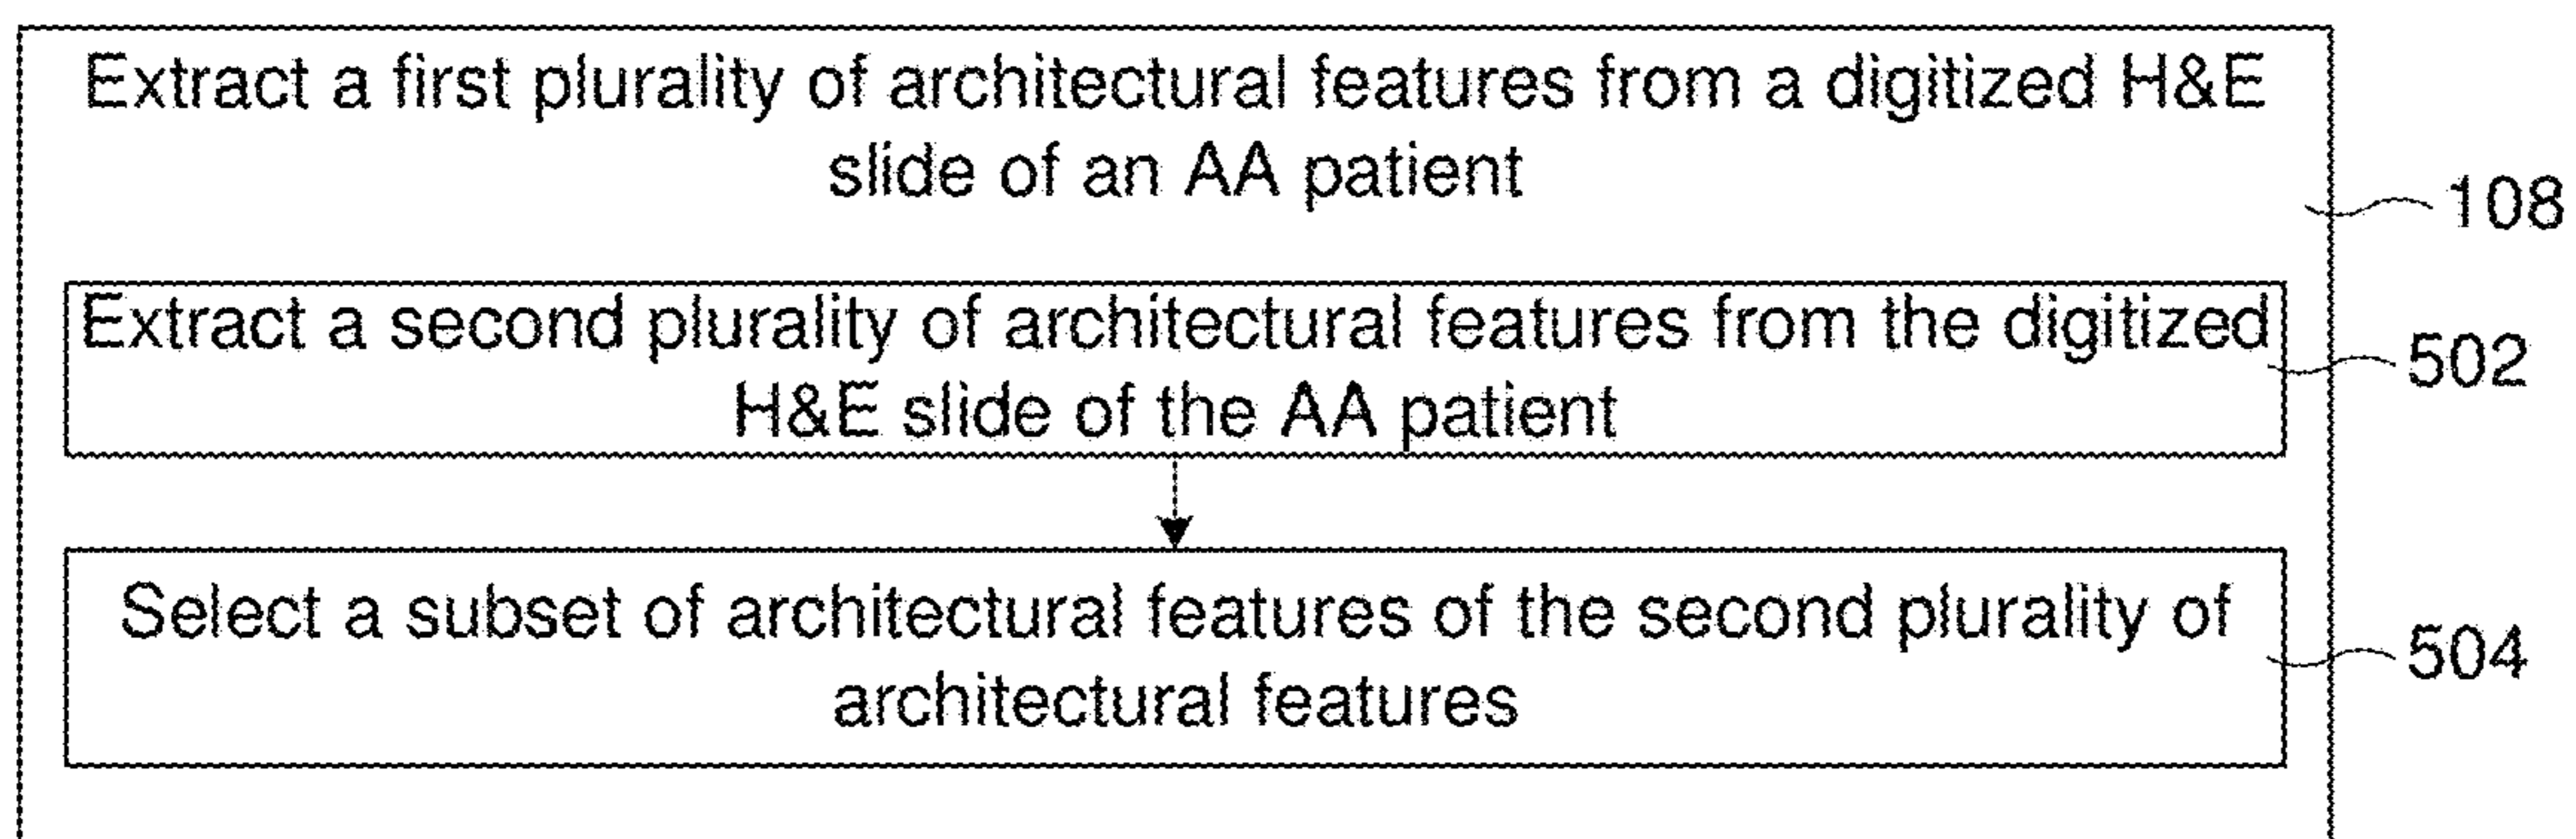 Extract a first plurality of architectural features from a digitized H&E
slide of an AA patient
108
Extract a second plurality of architectural features from the digitized
H&E slide of the AA patient
502
Select a subset of architectural features of the second plurality of
architectural features
504